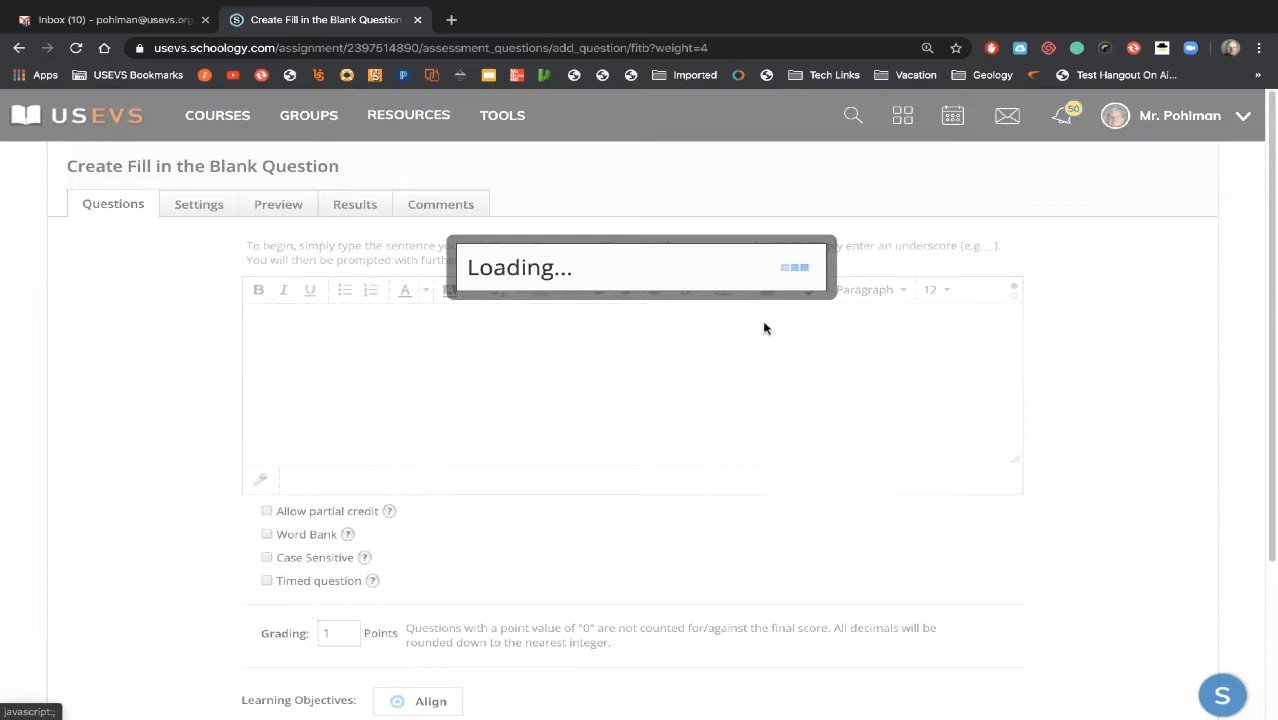 Inbox (10) - pohlman@usevs.org
Create Fill in the Blank Question
usevs.schoology.com/assignment/2397514890/assessment_questions/add_question/fitb?weight=4
Apps USEVS Bookmarks Imported Tech Links Vacation Geology Test Hangout On Ai... »
USEVS COURSES GROUPS RESOURCES TOOLS 50 Mr. Pohlman
Create Fill in the Blank Question
Questions Settings Preview Results Comments
To begin, simply type the sentence enter an underscore (e.g. _ ).
You will then be prompted with
Loading...
B I U A Paragraph 12
Allow partial credit ?
Word Bank ?
Case Sensitive ?
Timed question ?
Grading: 1 Points Questions with a point value of "0" are not counted for/against the final score. All decimals will be
rounded down to the nearest integer.
Learning Objectives: Align
S
javascript:;